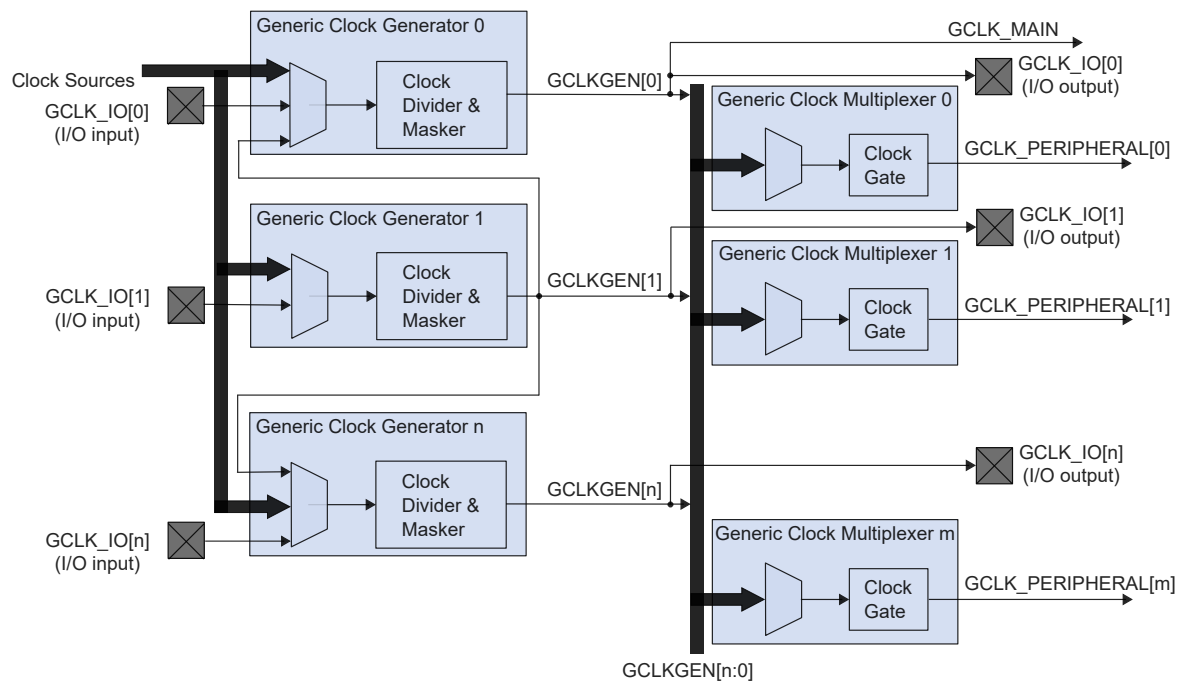 Generic Clock Generator 0
Clock Sources
GCLK_IO[0]
(I/O input)
Clock
Divider &
Masker
GCLKGEN[0]
GCLK_MAIN
GCLK_IO[0]
(I/O output)
Generic Clock Multiplexer 0
Clock
Gate
GCLK_PERIPHERAL[0]
Generic Clock Generator 1
GCLK_IO[1]
(I/O input)
Clock
Divider &
Masker
GCLKGEN[1]
GCLK_IO[1]
(I/O output)
Generic Clock Multiplexer 1
Clock
Gate
GCLK_PERIPHERAL[1]
Generic Clock Generator n
GCLK_IO[n]
(I/O input)
Clock
Divider &
Masker
GCLKGEN[n]
GCLK_IO[n]
(I/O output)
Generic Clock Multiplexer m
Clock
Gate
GCLK_PERIPHERAL[m]
GCLKGEN[n:0]